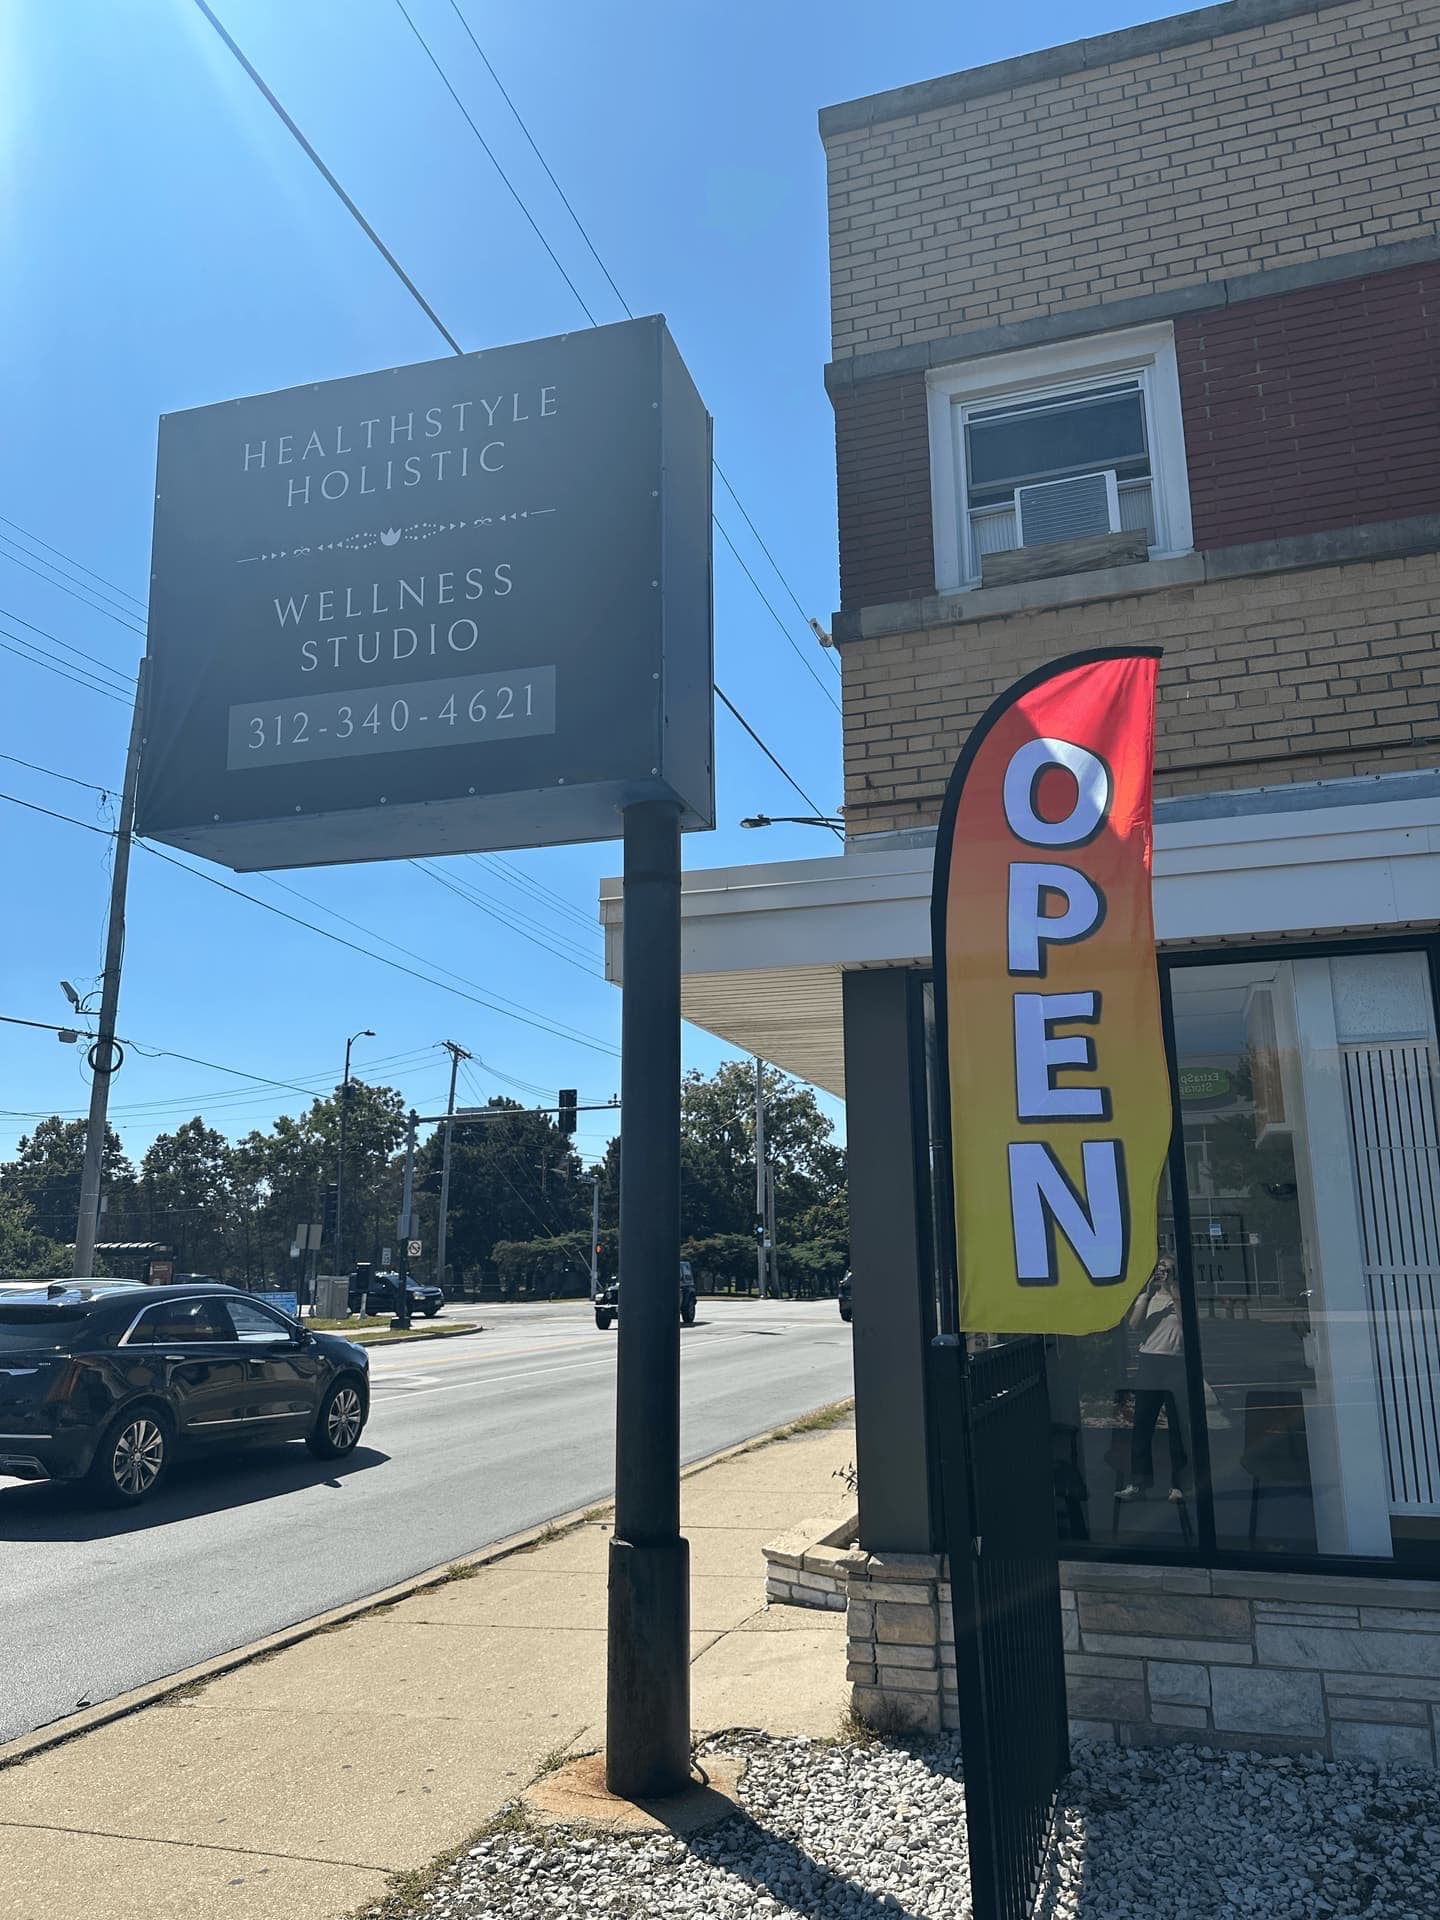 HEALTHSTYLE
HOLISTIC
WELLNESS
STUDIO
312-340-4621
OPEN